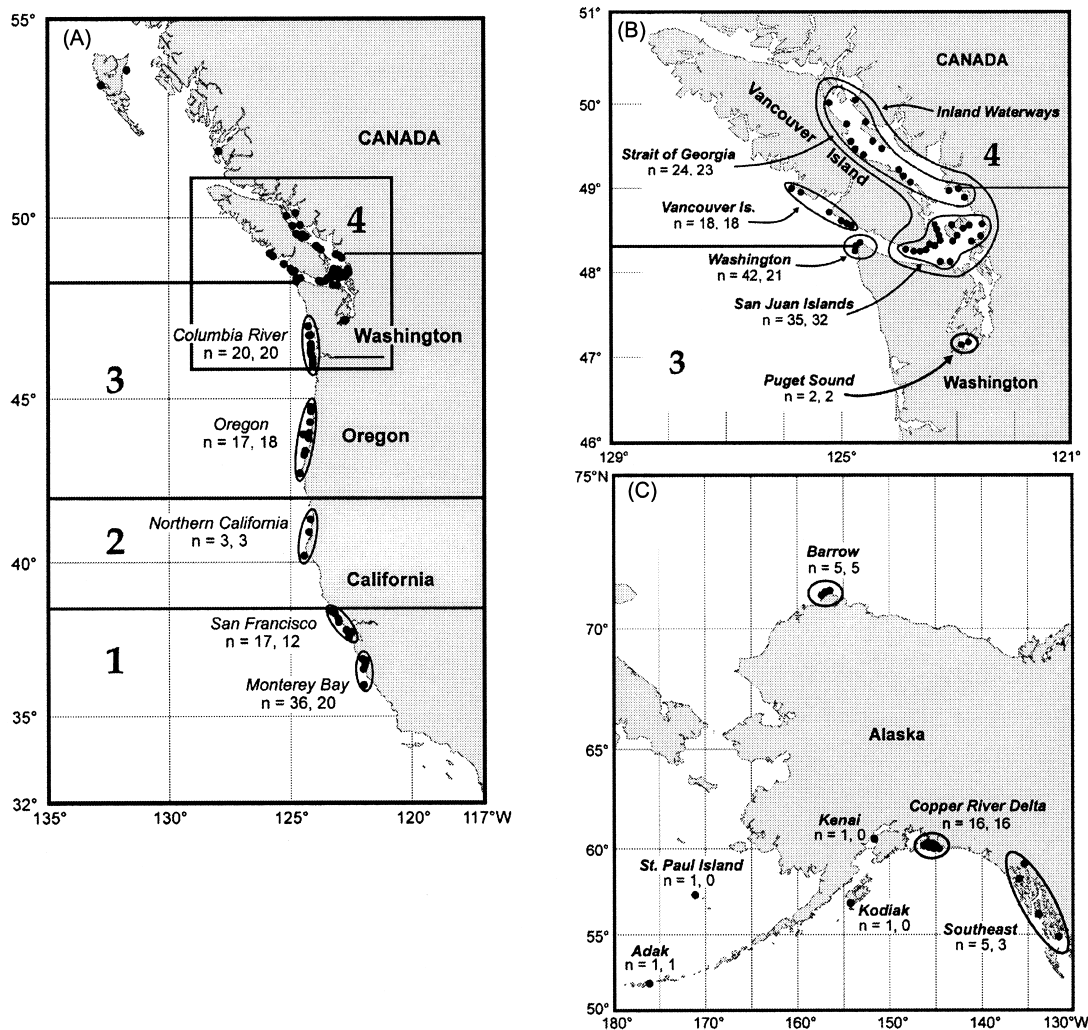 (A)
55°
CANADA
50°
4
Columbia River
n = 20, 20
Washington
3
45°
Oregon
n = 17, 18
Oregon
Northern California
n = 3, 3
2
40°
California
San Francisco
n = 17, 12
1
Monterey Bay
n = 36, 20
35°
32°
135°
130°
125°
120°
117°W
(B)
51°
CANADA
50°
Vancouver Island
Inland Waterways
4
Strait of Georgia
n = 24, 23
49°
Vancouver Is.
n = 18, 18
Washington
n = 42, 21
48°
San Juan Islands
n = 35, 32
3
47°
Puget Sound
n = 2, 2
Washington
46°
129°
125°
121°
75°N
(C)
Barrow
n = 5, 5
70°
Alaska
65°
Copper River Delta
n = 16, 16
Kenai
n = 1, 0
60°
St. Paul Island
n = 1, 0
Kodiak
n = 1, 0
Southeast
n = 5, 3
55°
Adak
n = 1, 1
50°
180°
170°
160°
150°
140°
130°W